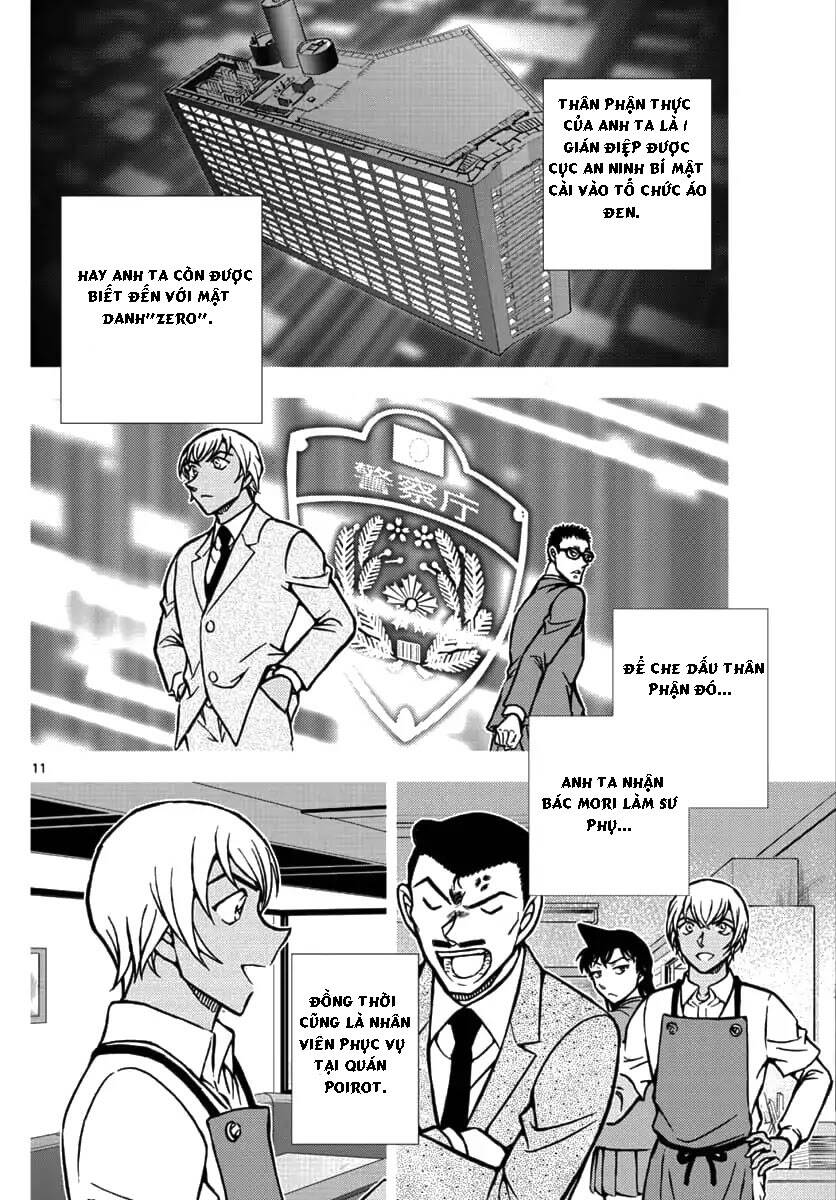 THÂN PHẬN THỰC
CỦA ANH TA LÀ 1
GIÁN ĐIỆP ĐƯỢC
CỤC AN NINH BÍ MẬT
CÀI VÀO TỔ CHỨC ÁO
ĐEN.
HAY ANH TA CÒN ĐƯỢC
BIẾT ĐẾN VỚI MẬT
DANH"ZERO".
警察庁
ĐỂ CHE DẤU THÂN
PHẬN ĐÓ...
11
ANH TA NHẬN
BÁC MORI LÀM SƯ
PHỤ...
ĐỒNG THỜI
CŨNG LÀ NHÂN
VIÊN PHỤC VỤ
TẠI QUÁN
POIROT.